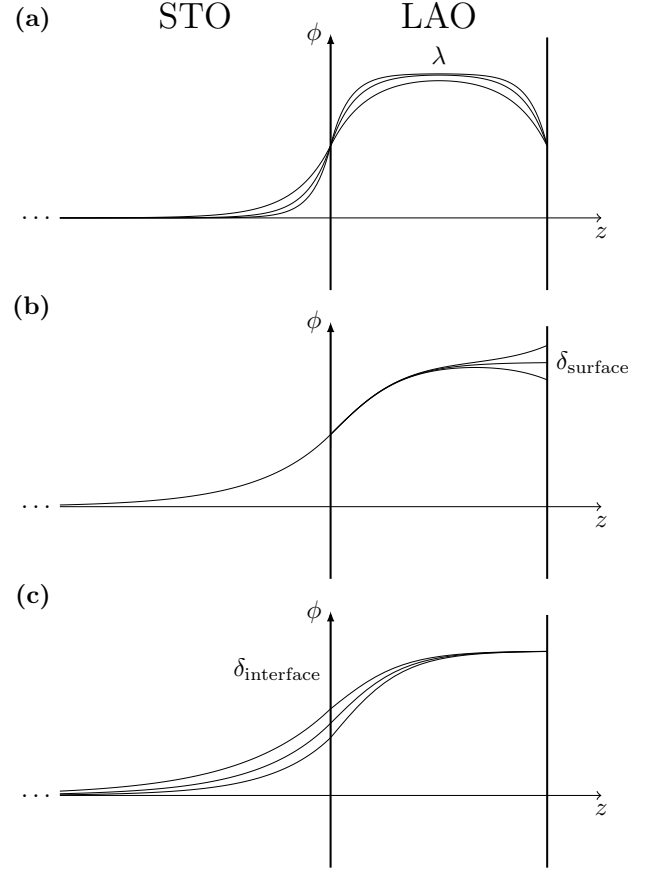 (a) STO LAO
ϕ
λ
... z
(b)
ϕ
δsurface
... z
(c)
ϕ
δinterface
... z